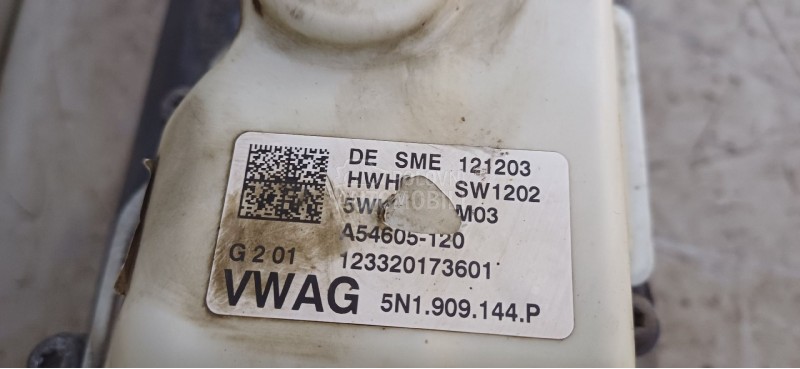 DE SME 121203
SW1202
M03
A54605-120
G 2 01 123320173601
VWAG 5N1.909.144.P